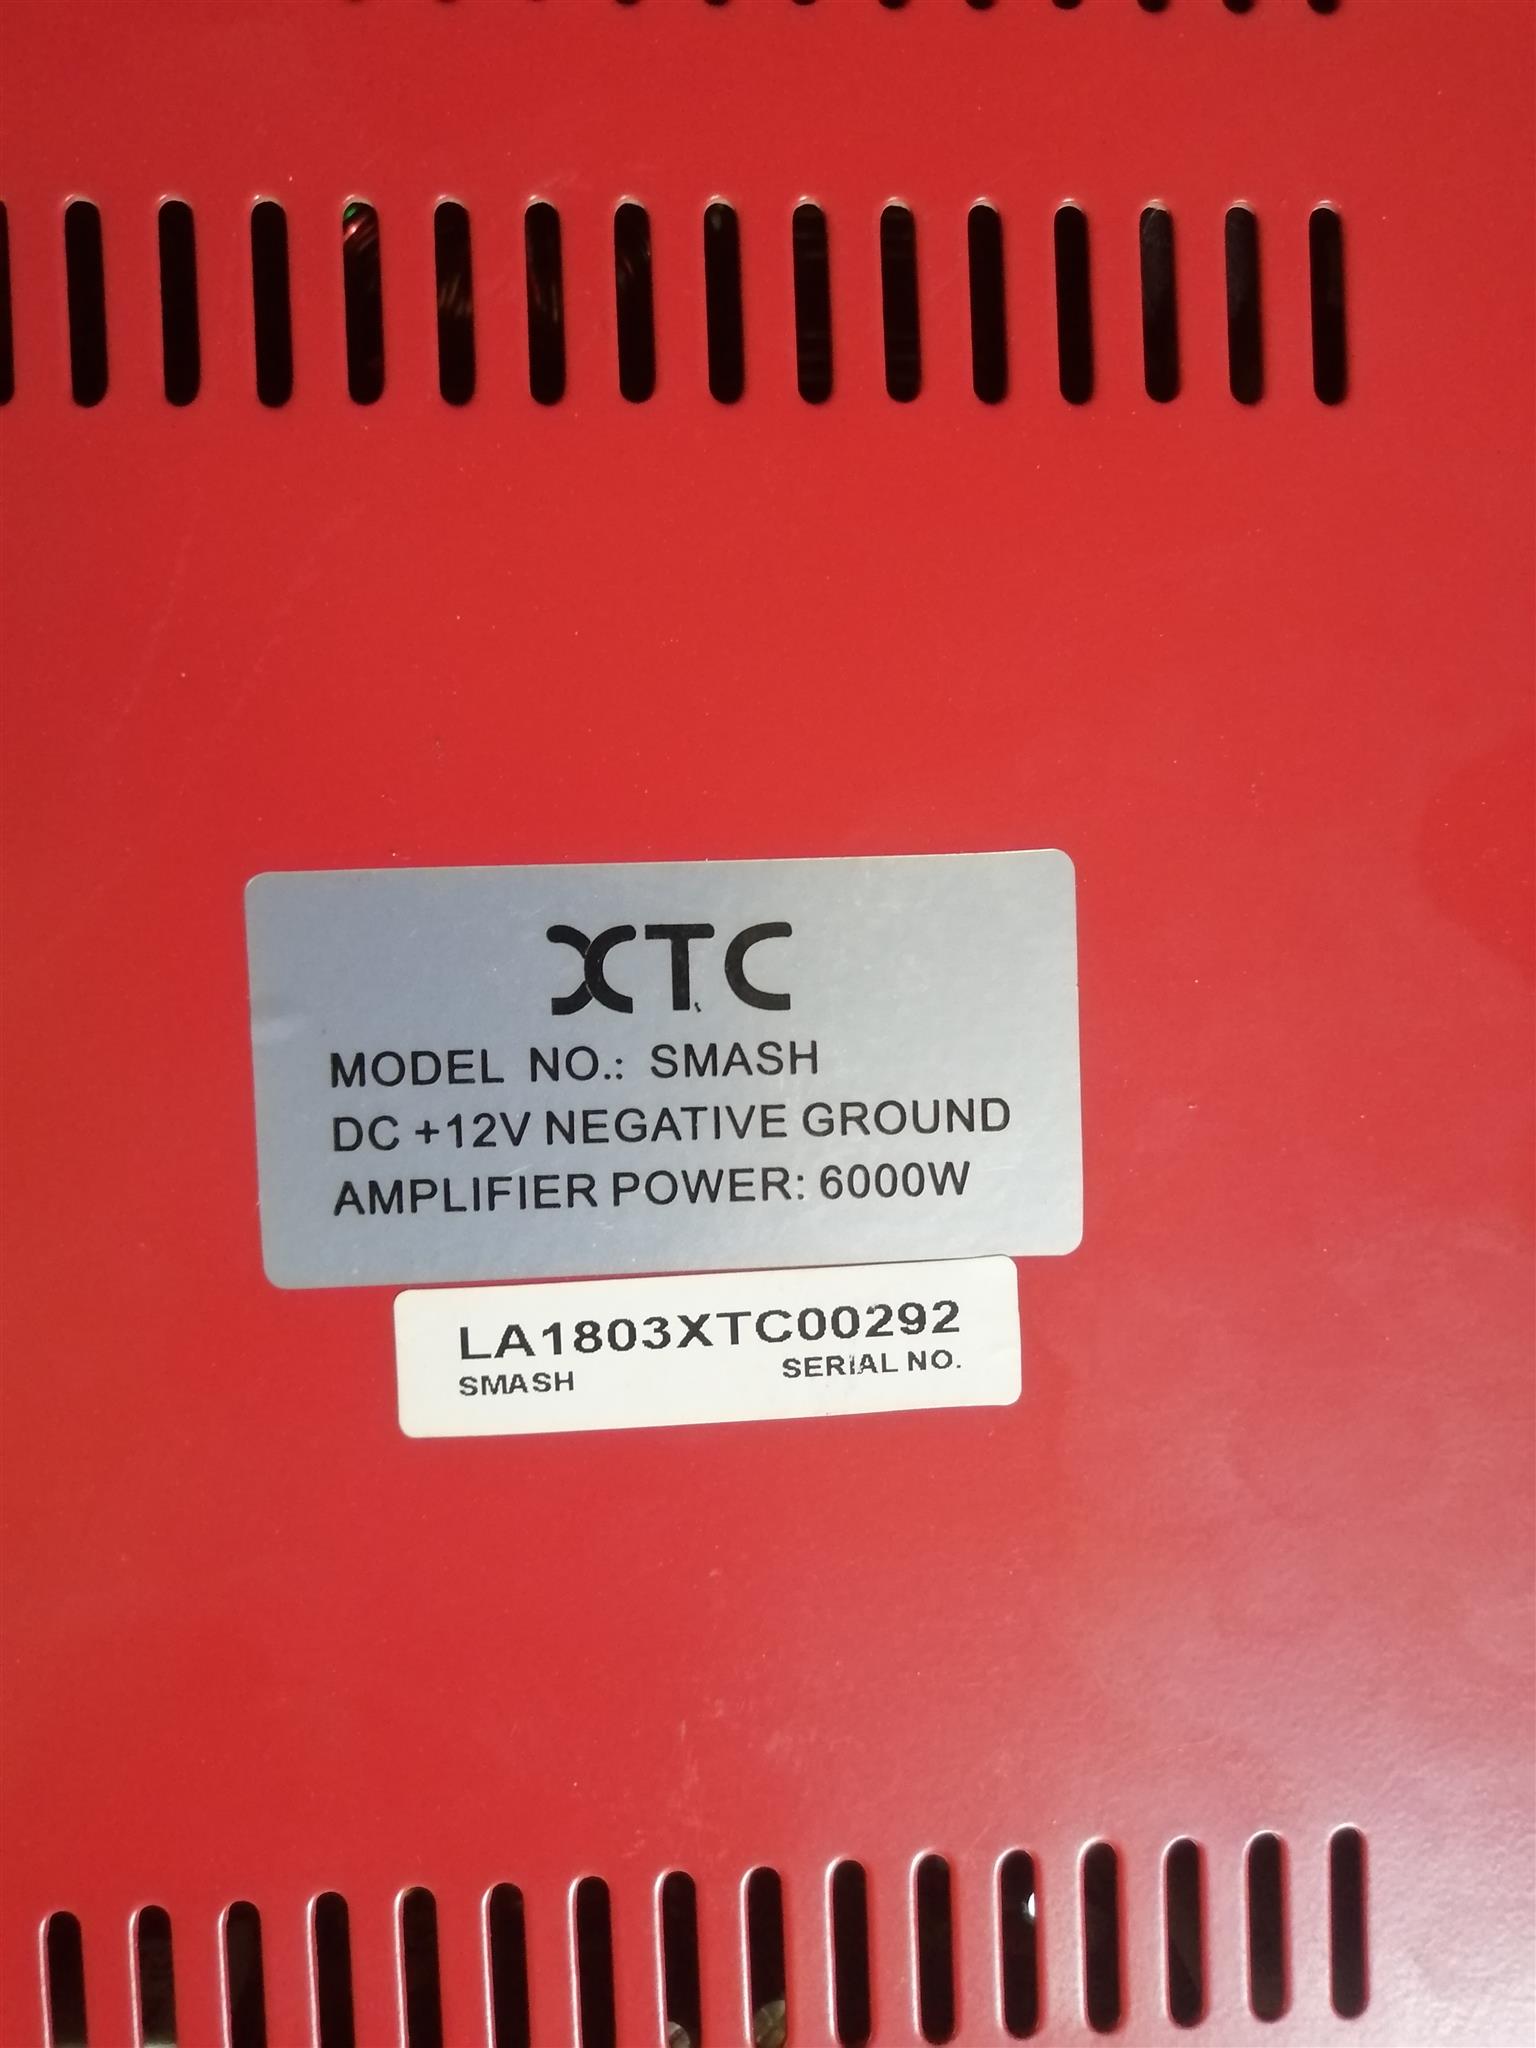 XTC
MODEL NO.: SMASH
DC +12V NEGATIVE GROUND
AMPLIFIER POWER: 6000W
LA1803XTC00292
SMASH SERIAL NO.